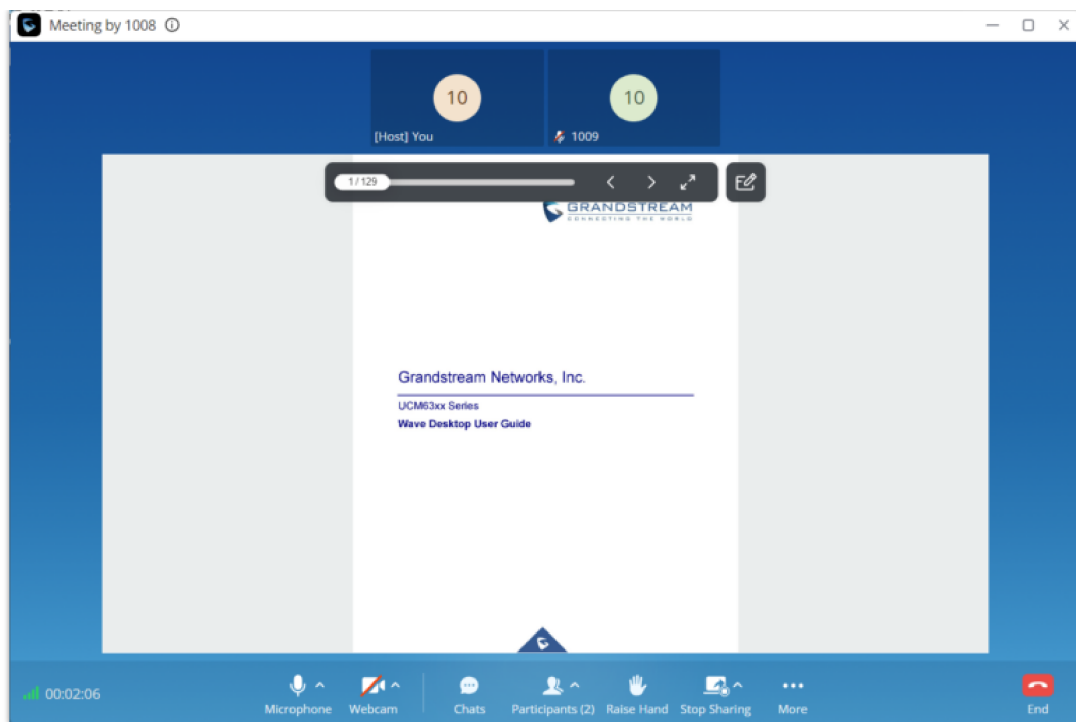 Meeting by 1008
10
10
[Host] You
1009
1/129
GRANDSTREAM
CONNECTING THE WORLD
Grandstream Networks, Inc.
UCM63xx Series
Wave Desktop User Guide
00:02:06
Microphone
Webcam
Chats
Participants (2)
Raise Hand
Stop Sharing
More
End